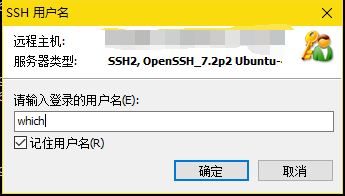 SSH 用户名
远程主机:
服务器类型: SSH2, OpenSSH_7.2p2 Ubuntu-
请输入登录的用户名(E):
which
记住用户名(R)
确定 取消